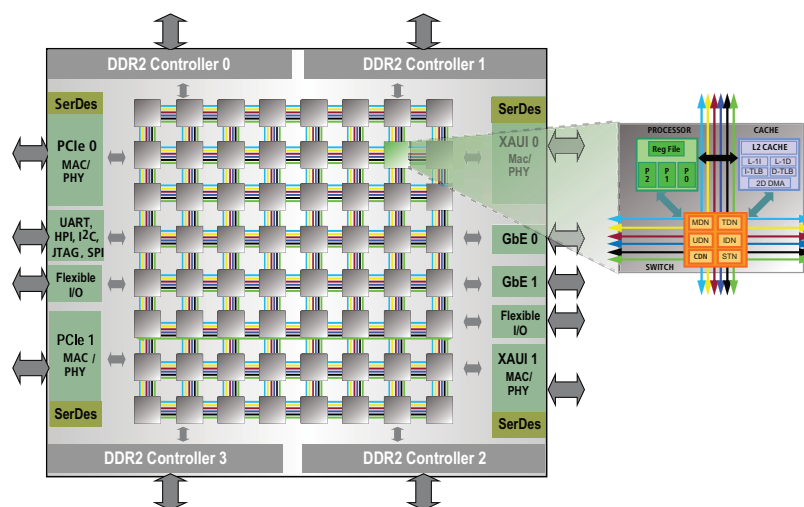 DDR2 Controller 0
DDR2 Controller 1
SerDes
PCIe 0
MAC/
PHY
UART,
HPI, I²C,
JTAG, SPI
Flexible
I/O
PCIe 1
MAC /
PHY
SerDes
SerDes
XAUI 0
Mac/
PHY
GbE 0
GbE 1
Flexible
I/O
XAUI 1
MAC/
PHY
SerDes
DDR2 Controller 3
DDR2 Controller 2
PROCESSOR
CACHE
Reg File
P
2
P
1
P
0
L2 CACHE
L-1I
L-1D
I-TLB
D-TLB
2D DMA
MDN
TDN
UDN
IDN
CDN
STN
SWITCH